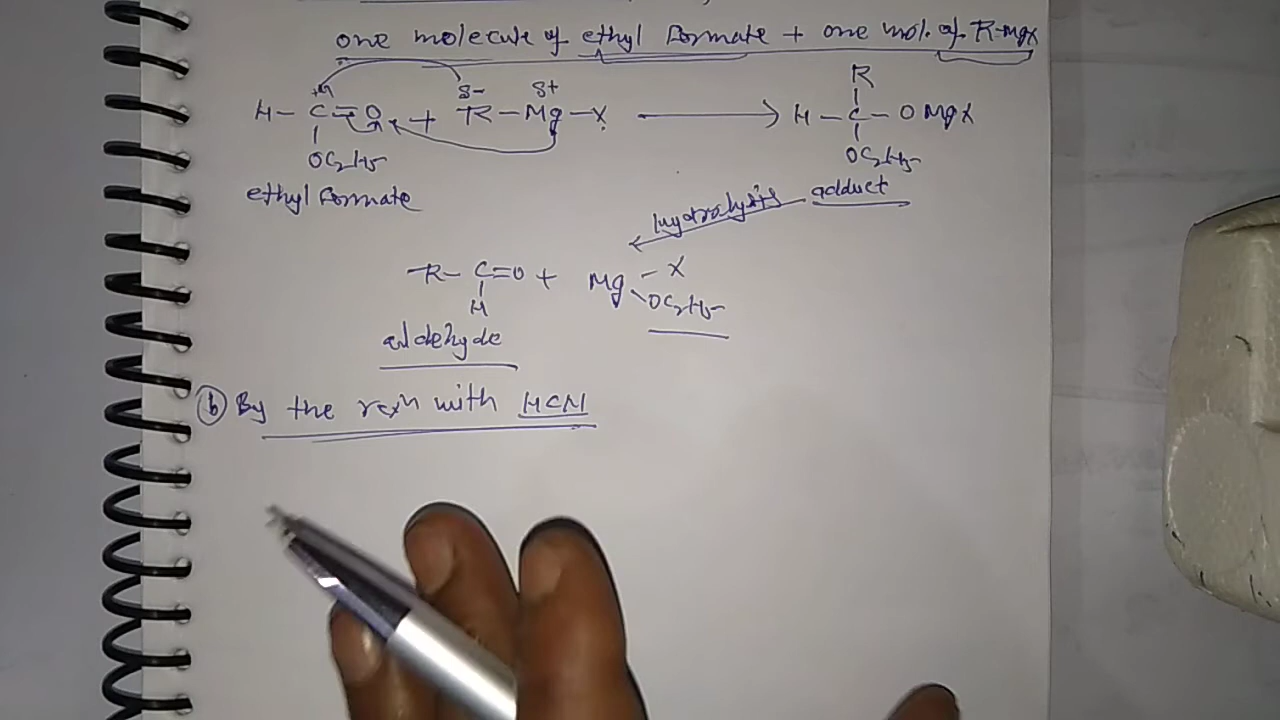 one molecule of ethyl formate + one mol. of R-Mgx
δ- δ+ R
H - C = O + R - Mg - X → H - C - OMgX
OC2H5 OC2H5
ethyl formate hydrolysis adduct
R - C = O + Mg - X
H OC2H5
aldehyde
(b) By the rexn with HCN